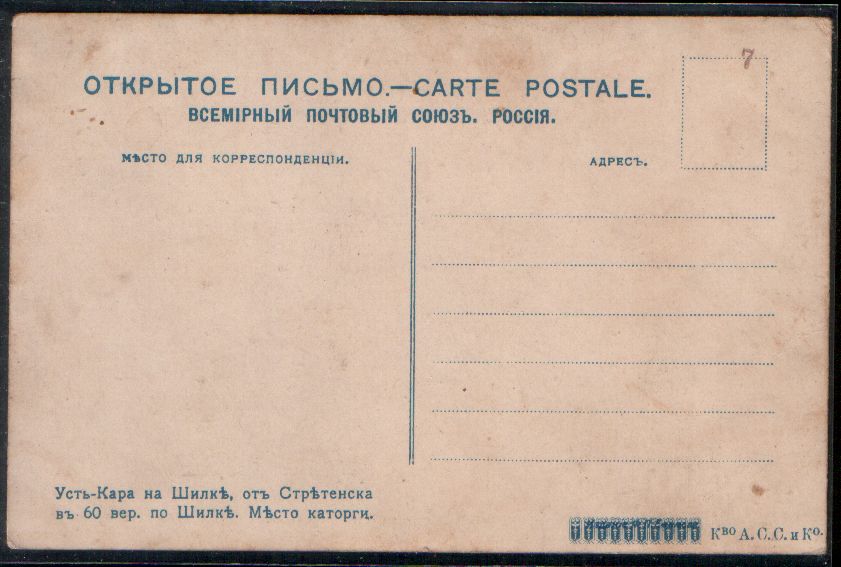 7
ОТКРЫТОЕ ПИСЬМО.—CARTE POSTALE.
ВСЕМІРНЫЙ ПОЧТОВЫЙ СОЮЗЪ. РОССІЯ.
МѢСТО ДЛЯ КОРРЕСПОНДЕНЦІИ.
АДРЕСЪ.
Усть-Кара на Шилкѣ, отъ Стрѣтенска
въ 60 вер. по Шилкѣ. Мѣсто каторги.
Кво А. С. С. и Ко.